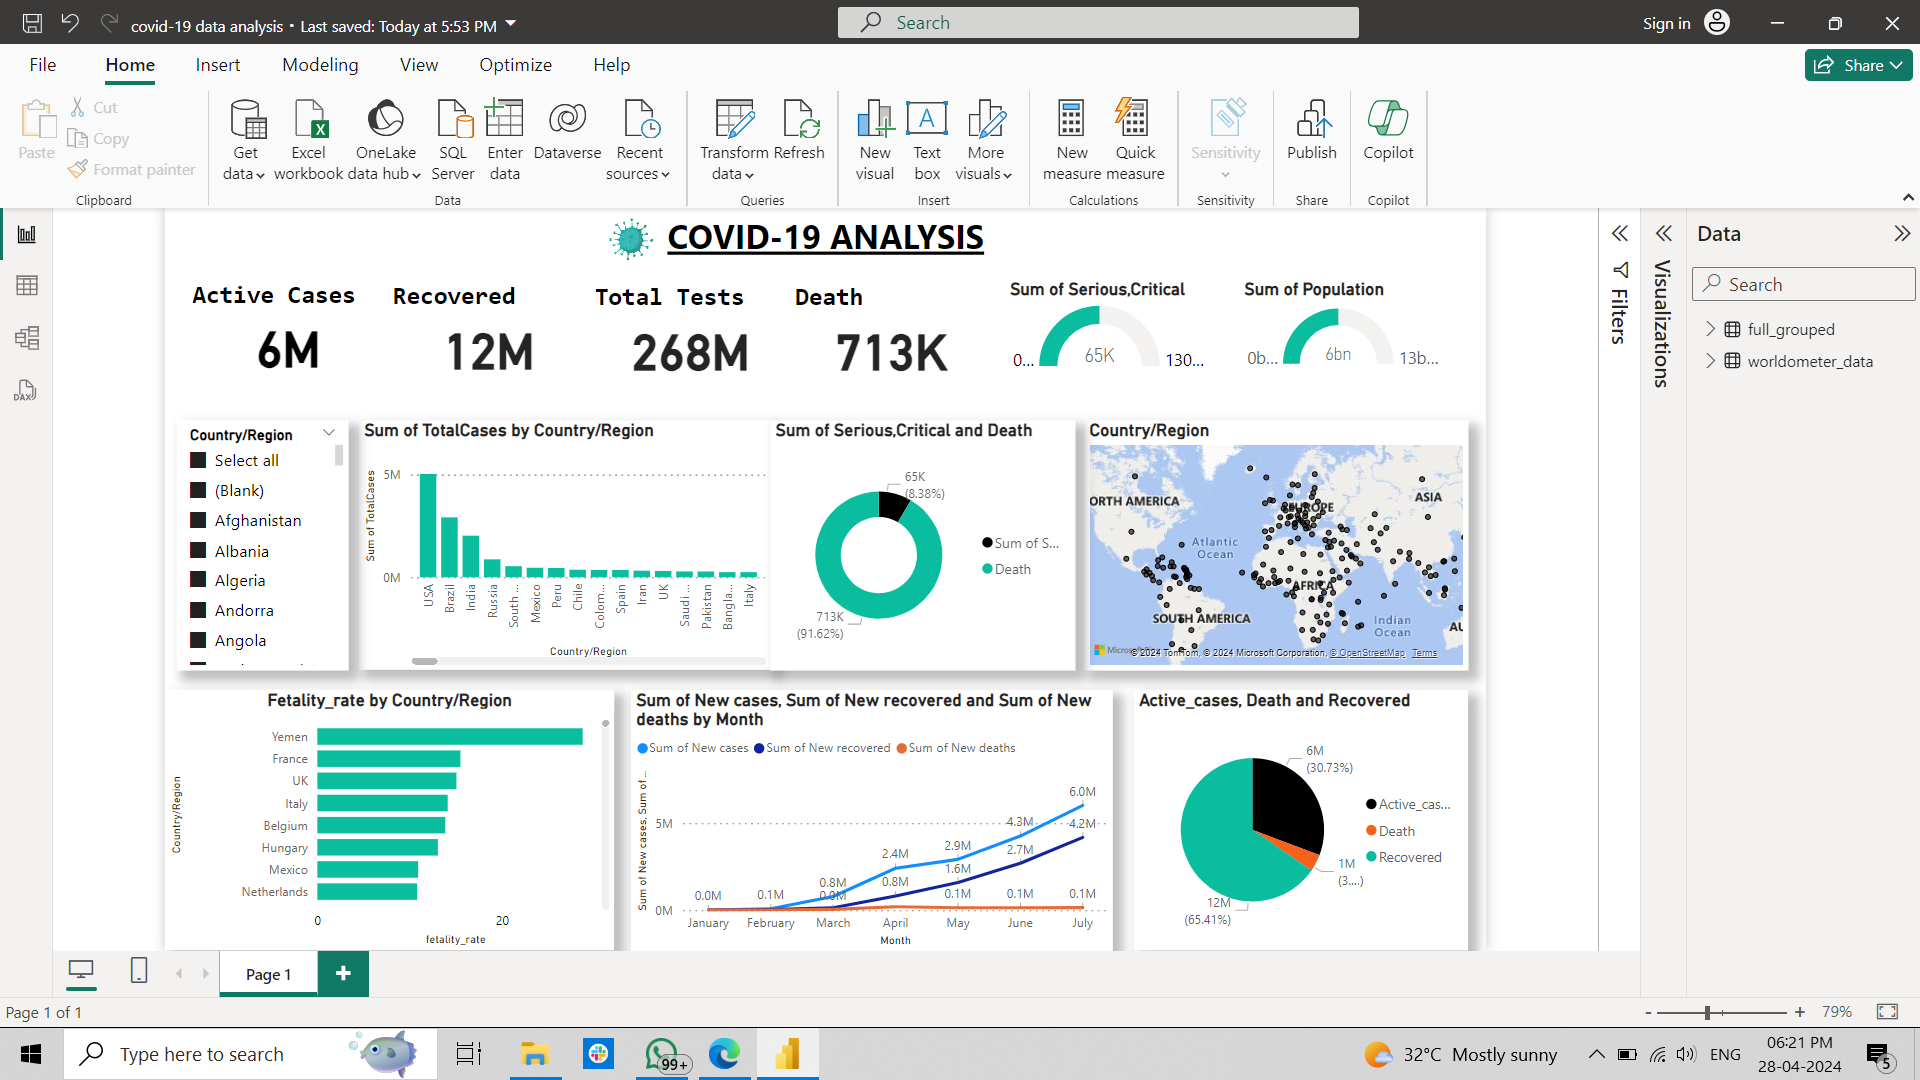 covid-19 data analysis • Last saved: Today at 5:53 PM
Search
Sign in
File
Home
Insert
Modeling
View
Optimize
Help
Share
Paste
Cut
Copy
Format painter
Clipboard
Get data
Excel workbook
OneLake data hub
SQL Server
Enter data
Dataverse
Recent sources
Data
Transform data
Refresh
Queries
New visual
Text box
More visuals
Insert
New measure
Quick measure
Calculations
Sensitivity
Sensitivity
Publish
Share
Copilot
Copilot
COVID-19 ANALYSIS
Active Cases
6M
Recovered
12M
Total Tests
268M
Death
713K
Sum of Serious,Critical
0...
65K
130...
Sum of Population
0b...
6bn
13b...
Country/Region
Select all
(Blank)
Afghanistan
Albania
Algeria
Andorra
Angola
Sum of TotalCases by Country/Region
Sum of TotalCases
5M
0M
USA
Brazil
India
Russia
South ...
Mexico
Peru
Chile
Colom...
Spain
Iran
UK
Saudi ...
Pakistan
Bangla...
Italy
Country/Region
Sum of Serious,Critical and Death
65K
(8.38%)
713K
(91.62%)
Sum of S...
Death
Country/Region
ORTH AMERICA
EUROPE
ASIA
Atlantic
Ocean
AFRICA
SOUTH AMERICA
Indian
Ocean
AU
© 2024 TomTom, © 2024 Microsoft Corporation, © OpenStreetMap Terms
Fetality_rate by Country/Region
Country/Region
Yemen
France
UK
Italy
Belgium
Hungary
Mexico
Netherlands
0
20
fetality_rate
Sum of New cases, Sum of New recovered and Sum of New
deaths by Month
Sum of New cases
Sum of New recovered
Sum of New deaths
Sum of New cases, Sum of...
5M
0M
0.0M
0.1M
0.8M
0.0M
2.4M
0.8M
2.9M
1.6M
0.1M
4.3M
2.7M
0.1M
6.0M
4.2M
0.1M
January
February
March
April
May
June
July
Month
Active_cases, Death and Recovered
6M
(30.73%)
1M
(3....)
12M
(65.41%)
Active_cas...
Death
Recovered
Filters
Visualizations
Data
Search
full_grouped
worldometer_data
Page 1
+
Page 1 of 1
- + 79%
Type here to search
99+
32°C Mostly sunny
ENG
06:21 PM
28-04-2024
5